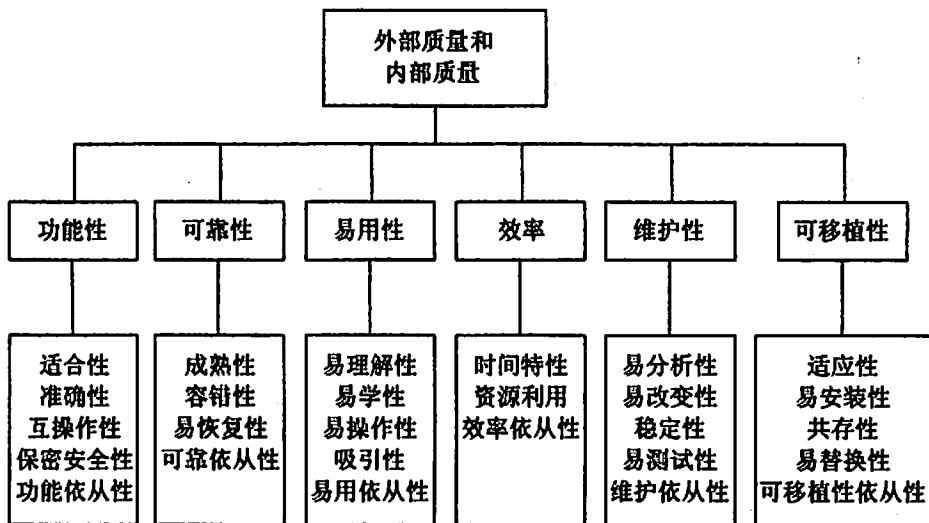 外部质量和
内部质量
功能性
可靠性
易用性
效率
维护性
可移植性
适合性
准确性
互操作性
保密安全性
功能依从性
成熟性
容错性
易恢复性
可靠依从性
易理解性
易学性
易操作性
吸引性
易用依从性
时间特性
资源利用
效率依从性
易分析性
易改变性
稳定性
易测试性
维护依从性
适应性
易安装性
共存性
易替换性
可移植性依从性